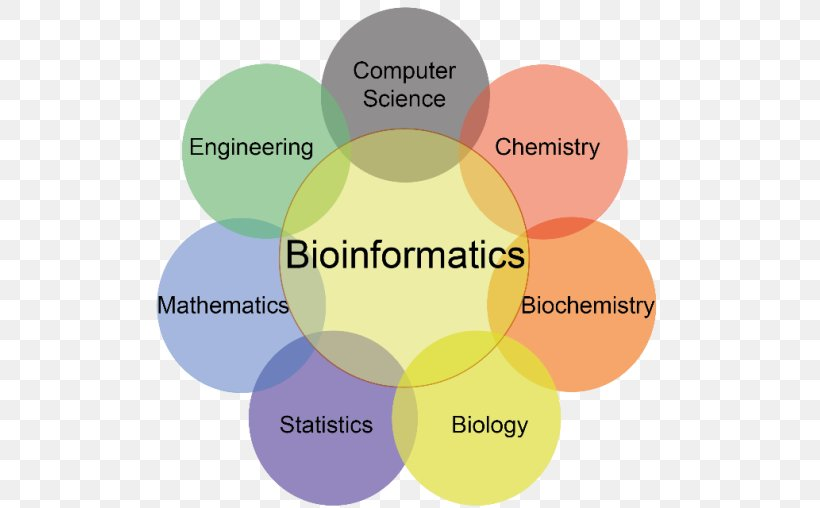 Computer
Science
Engineering
Chemistry
Bioinformatics
Mathematics
Biochemistry
Statistics
Biology